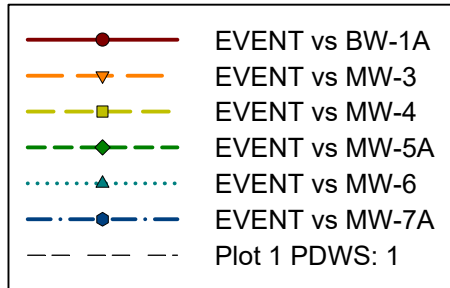 EVENT vs BW-1A
EVENT vs MW-3
EVENT vs MW-4
EVENT vs MW-5A
EVENT vs MW-6
EVENT vs MW-7A
Plot 1 PDWS: 1